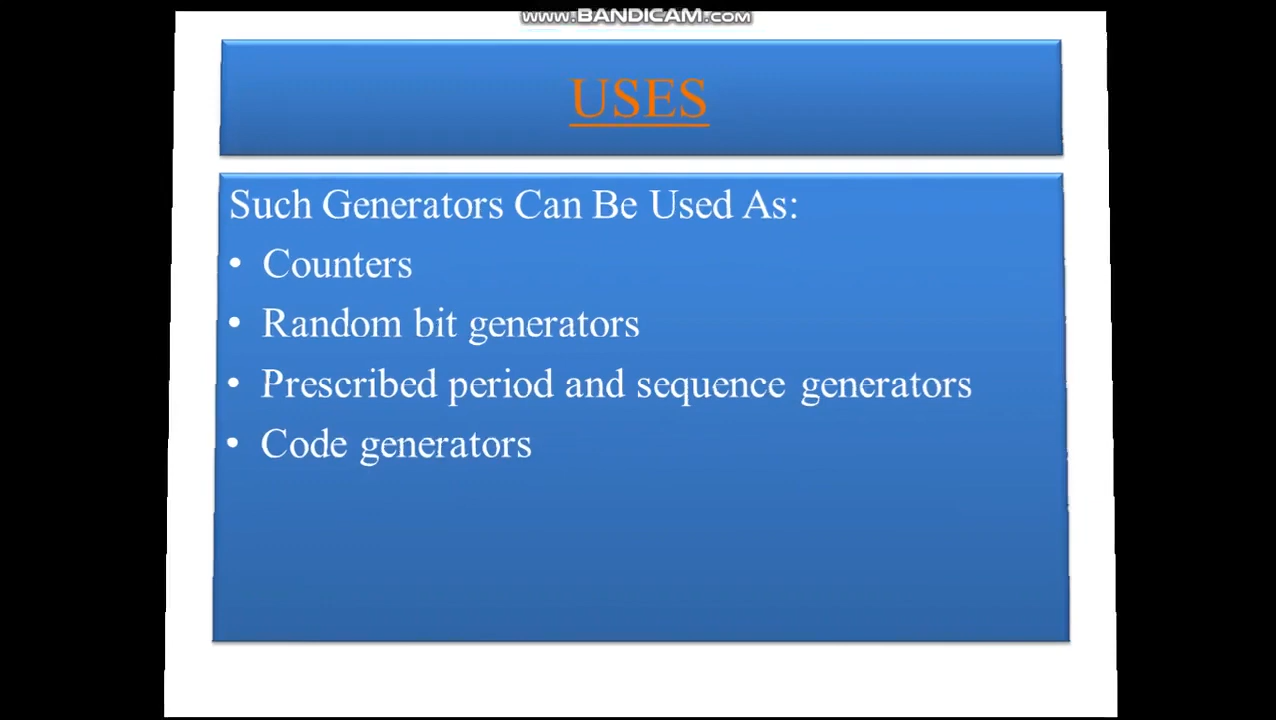 WWW.BANDICAM.COM
USES
Such Generators Can Be Used As:
• Counters
• Random bit generators
• Prescribed period and sequence generators
• Code generators